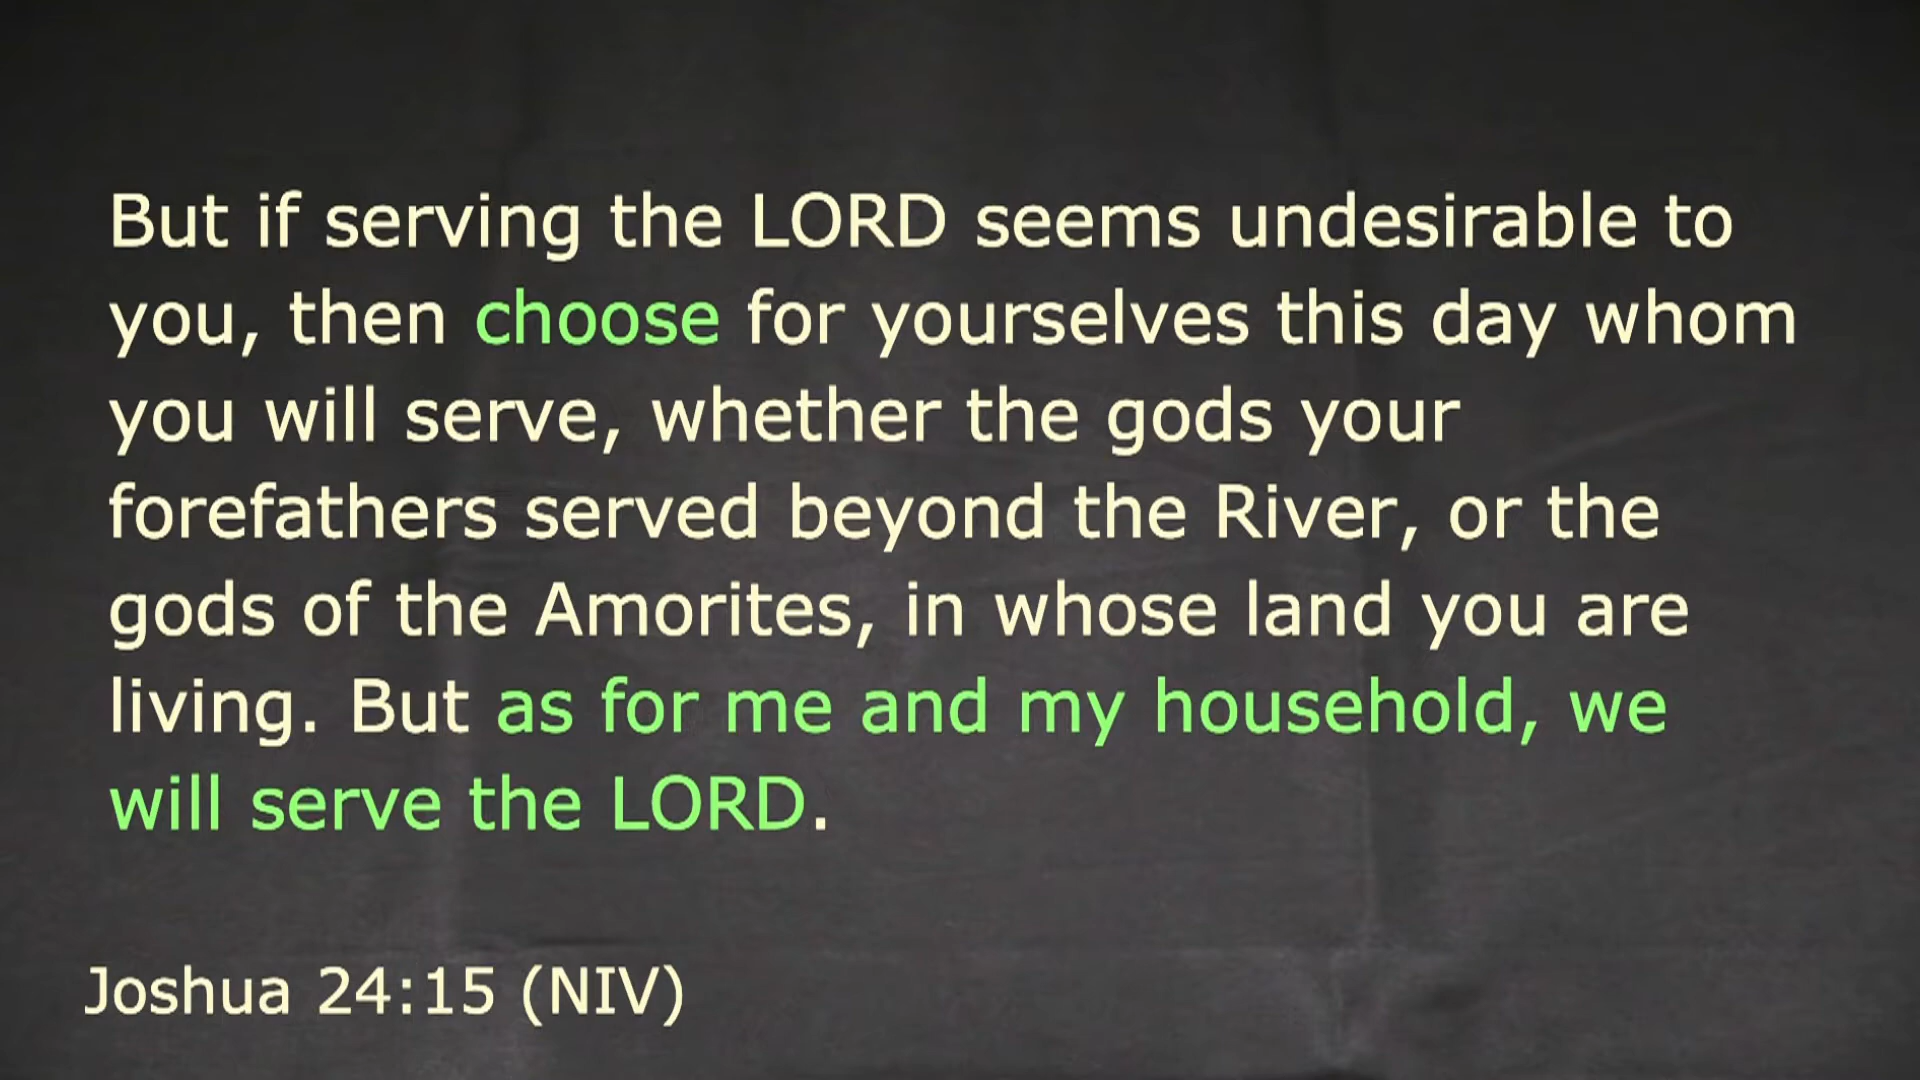 But if serving the LORD seems undesirable to
you, then choose for yourselves this day whom
you will serve, whether the gods your
forefathers served beyond the River, or the
gods of the Amorites, in whose land you are
living. But as for me and my household, we
will serve the LORD.
Joshua 24:15 (NIV)